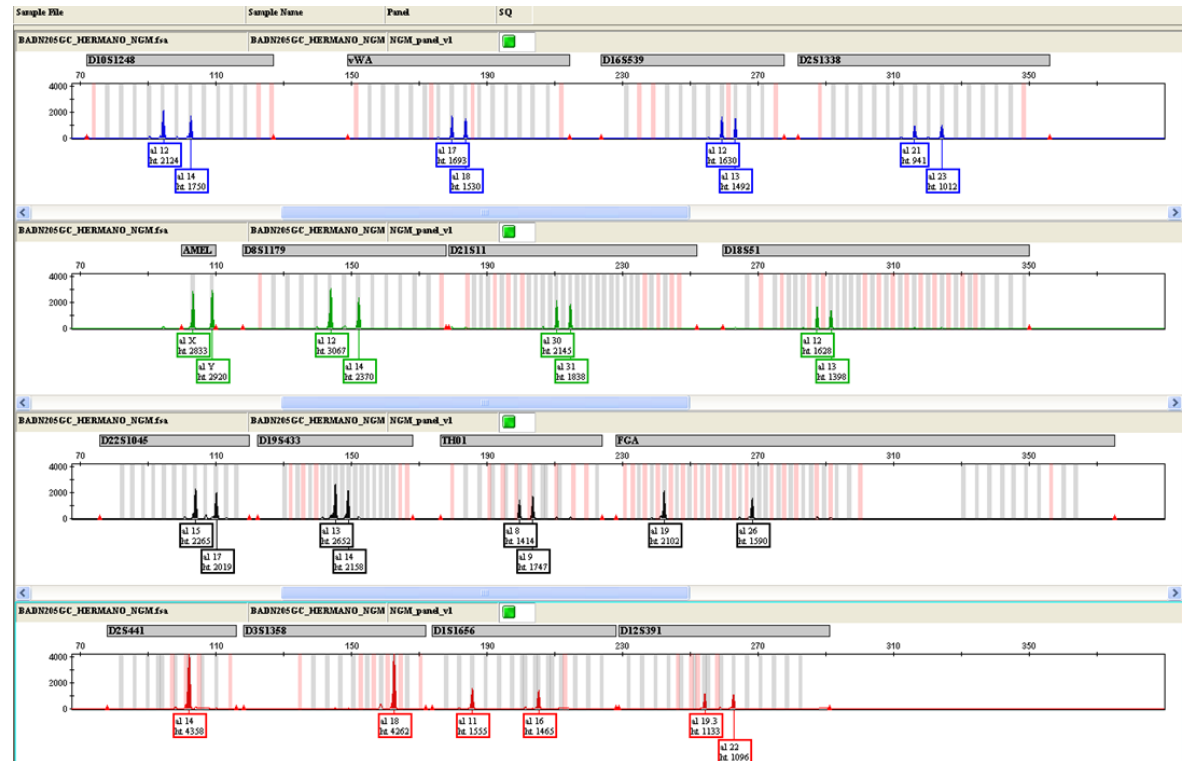 Sample File Sample Name Panel SQ
BADN205GC_HERMANO_NGM.fsa BADN205GC_HERMANO_NGM NGM_panel_v1
D10S1248 vWA D16S539 D2S1338
70 110 150 190 230 270 310 350
4000
2000
0
al 12 al 17 al 12 al 21
ht 2124 ht 1693 ht 1630 ht 941
al 14 al 18 al 13 al 23
ht 1750 ht 1530 ht 1492 ht 1012
BADN205GC_HERMANO_NGM.fsa BADN205GC_HERMANO_NGM NGM_panel_v1
AMEL D8S1179 D21S11 D18S51
70 110 150 190 230 270 310 350
4000
2000
0
al X al 12 al 30 al 12
ht 2833 ht 3067 ht 2145 ht 1628
al Y al 14 al 31 al 13
ht 2920 ht 2370 ht 1838 ht 1398
BADN205GC_HERMANO_NGM.fsa BADN205GC_HERMANO_NGM NGM_panel_v1
D22S1045 D19S433 TH01 FGA
70 110 150 190 230 270 310 350
4000
2000
0
al 15 al 13 al 8 al 19 al 26
ht 2265 ht 2652 ht 1414 ht 2102 ht 1590
al 17 al 14 al 9
ht 2019 ht 2158 ht 1747
BADN205GC_HERMANO_NGM.fsa BADN205GC_HERMANO_NGM NGM_panel_v1
D2S441 D3S1358 D1S1656 D12S391
70 110 150 190 230 270 310 350
4000
2000
0
al 14 al 18 al 11 al 16 al 19.3
ht 4358 ht 4262 ht 1555 ht 1465 ht 1133
al 22
ht 1096